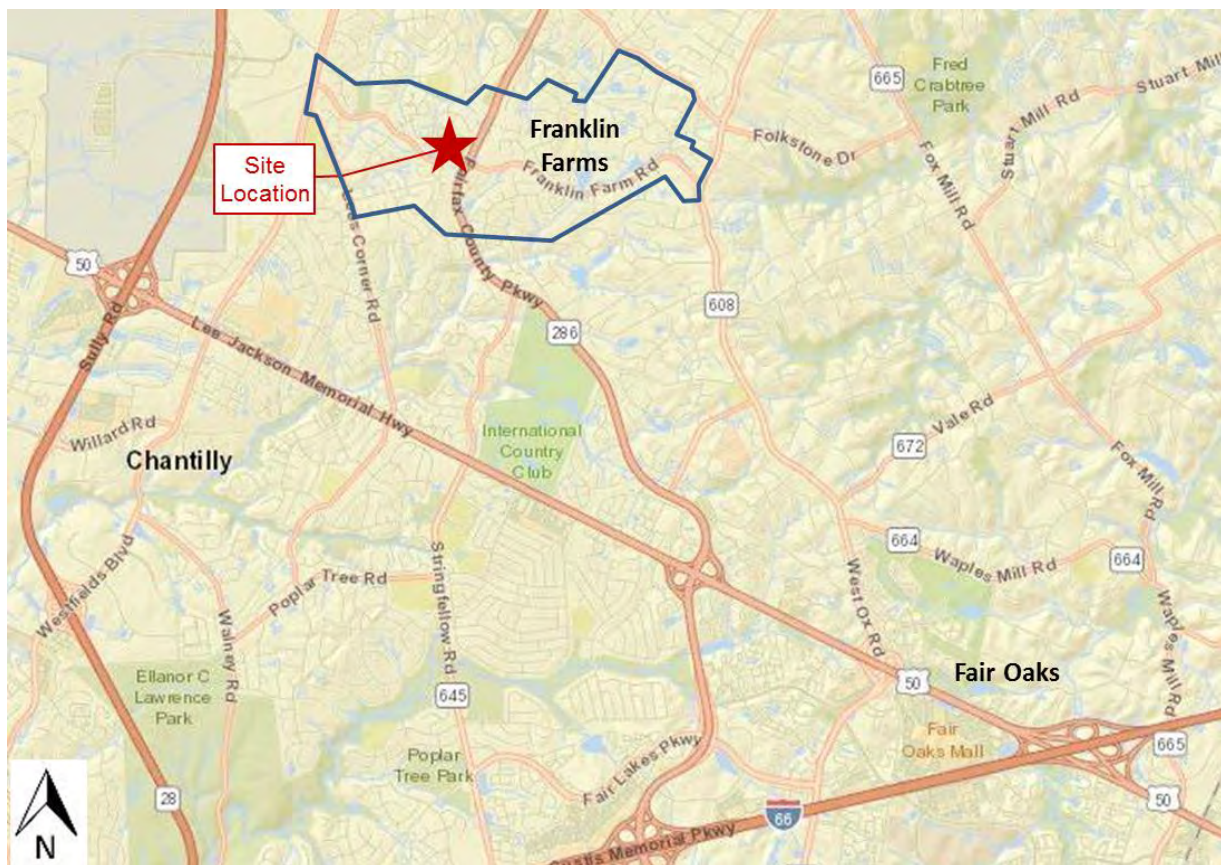 665
Fred
Crabtree
Park
Stuart Mill Rd
Stuart Mill
Franklin
Farms
Folkstone Dr
Site
Location
Fairfax County Pkwy
Franklin Farm Rd
Fox Mill Rd
Lees Corner Rd
50
608
286
Sully Rd
Lee Jackson Memorial Hwy
Willard Rd
Chantilly
International
Country
Club
Vale Rd
672
Fox Mill Rd
664
Waples Mill Rd
664
Westfields Blvd
Poplar Tree Rd
Stringfellow Rd
West Ox Rd
Walney Rd
Waples Mill Rd
Ellanor C
Lawrence
Park
645
50
Fair Oaks
Fair
Oaks Mall
665
Poplar
Tree Park
Fair Lakes Pkwy
28
50
66
Custis Memorial Pkwy
N